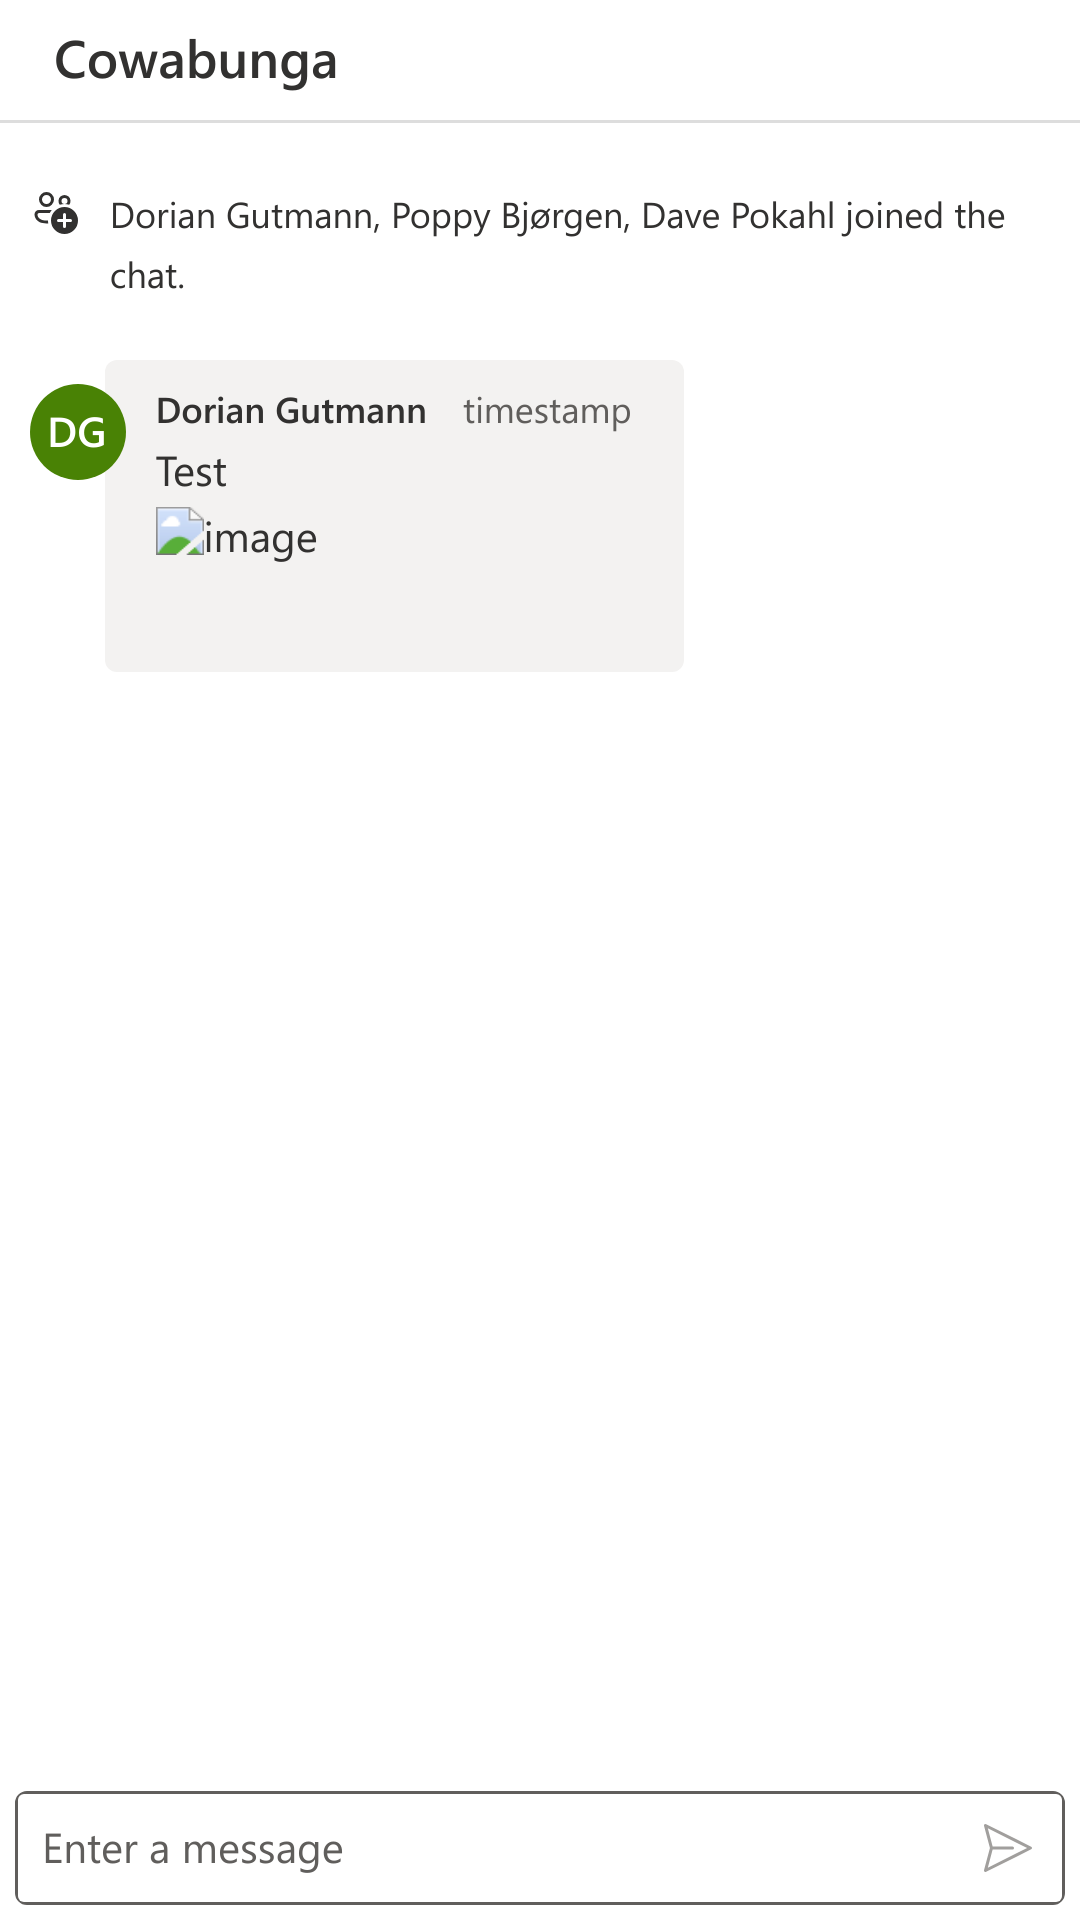 Cowabunga
Dorian Gutmann, Poppy Bjørgen, Dave Pokahl joined the
chat.
DG
Dorian Gutmann timestamp
Test
image
Enter a message